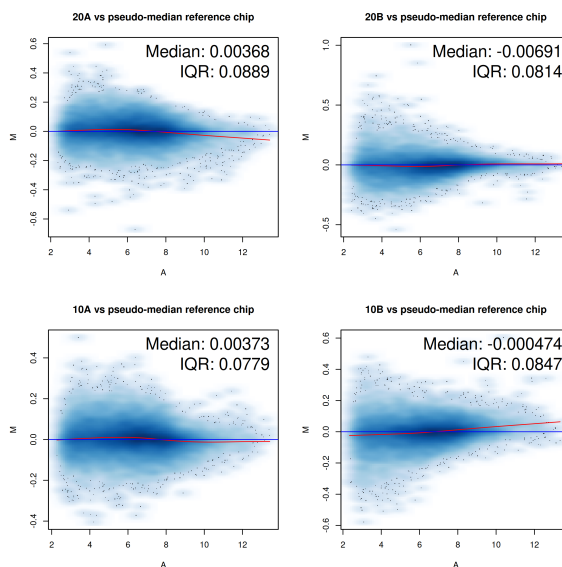 20A vs pseudo-median reference chip
Median: 0.00368
IQR: 0.0889
M
0.6
0.4
0.2
0.0
-0.2
-0.4
-0.6
2 4 6 8 10 12
A
20B vs pseudo-median reference chip
Median: -0.00691
IQR: 0.0814
M
1.0
0.5
0.0
-0.5
2 4 6 8 10 12
A
10A vs pseudo-median reference chip
Median: 0.00373
IQR: 0.0779
M
0.4
0.2
0.0
-0.2
-0.4
2 4 6 8 10 12
A
10B vs pseudo-median reference chip
Median: -0.000474
IQR: 0.0847
M
0.6
0.4
0.2
0.0
-0.2
-0.4
-0.6
2 4 6 8 10 12
A